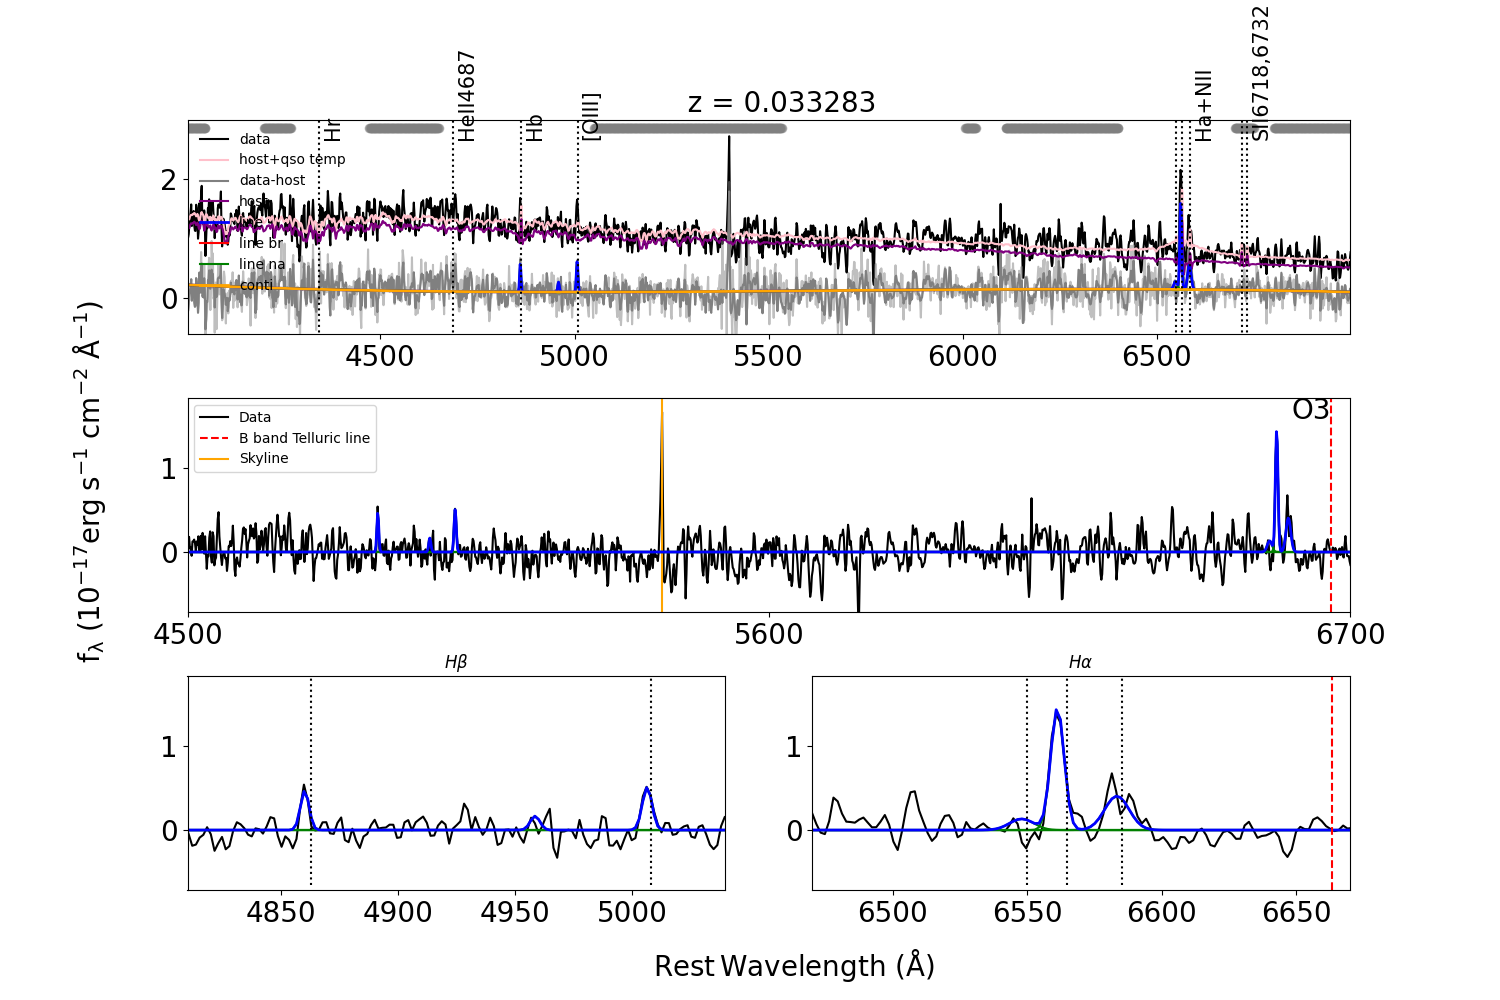 z = 0.033283
Hr
HeII4687
Hb
[OIII]
Ha+NII
SII6718,6732
data
host+qso temp
data-host
host
line
line br
line na
conti
2
0
4500 5000 5500 6000 6500
Data
B band Telluric line
Skyline
O3
1
0
4500 5600 6700
fλ (10⁻¹⁷erg s⁻¹ cm⁻² Å⁻¹)
Hβ
1
0
4850 4900 4950 5000
Hα
1
0
6500 6550 6600 6650
Rest Wavelength (Å)